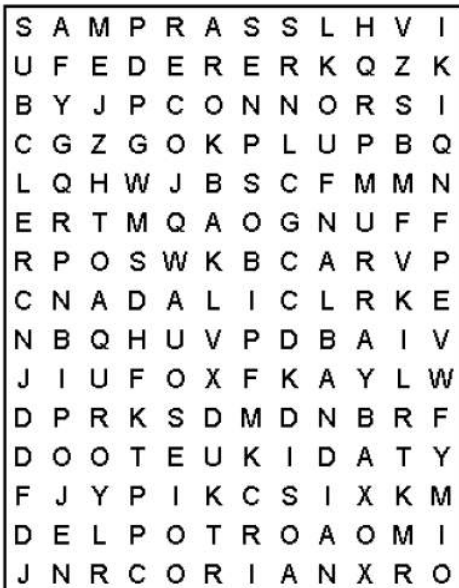 S A M P R A S S L H V I
U F E D E R E R K Q Z K
B Y J P C O N N O R S I
C G Z G O K P L U P B Q
L Q H W J B S C F M M N
E R T M Q A O G N U F F
R P O S W K B C A R V P
C N A D A L I C L R K E
N B Q H U V P D B A I V
J I U F O X F K A Y L W
D P R K S D M D N B R F
D O O T E U K I D A T Y
F J Y P I K C S I X K M
D E L P O T R O A O M I
J N R C O R I A N X R O